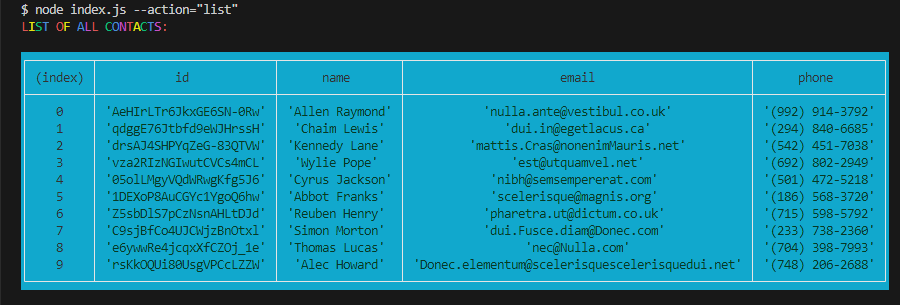 $ node index.js --action="list"
LIST OF ALL CONTACTS:
(index) id name email phone
0 'AeHIrLTr6JkxGE6SN-0Rw' 'Allen Raymond' 'nulla.ante@vestibul.co.uk' '(992) 914-3792'
1 'qdggE76Jtbfd9eWJHrssH' 'Chaim Lewis' 'dui.in@egetlacus.ca' '(294) 840-6685'
2 'drsAJ4SHPYqZeG-83QTVW' 'Kennedy Lane' 'mattis.Cras@nonenimMauris.net' '(542) 451-7038'
3 'vza2RIzNGIwutCVCs4mCL' 'Wylie Pope' 'est@utquamvel.net' '(692) 802-2949'
4 '05olLMgyVQdWRwgKfg5J6' 'Cyrus Jackson' 'nibh@semsempererat.com' '(501) 472-5218'
5 '1DEXoP8AuCGYc1YgoQ6hw' 'Abbot Franks' 'scelerisque@magnis.org' '(186) 568-3720'
6 'Z5sbDlS7pCzNsnAHLtDJd' 'Reuben Henry' 'pharetra.ut@dictum.co.uk' '(715) 598-5792'
7 'C9sjBfCo4UJCWjzBnOtxl' 'Simon Morton' 'dui.Fusce.diam@Donec.com' '(233) 738-2360'
8 'e6ywwRe4jcqxXfCZOj_1e' 'Thomas Lucas' 'nec@Nulla.com' '(704) 398-7993'
9 'rsKkOQUi80UsgVPCcLZZW' 'Alec Howard' 'Donec.elementum@scelerisquescelerisquedui.net' '(748) 206-2688'